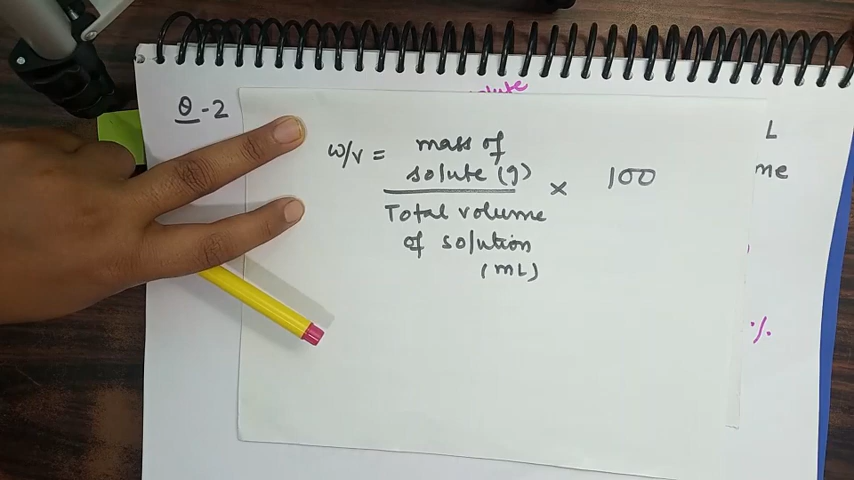 Q-2
w/v = mass of solute (g) × 100
Total volume
of solution
(mL)
L
me
%